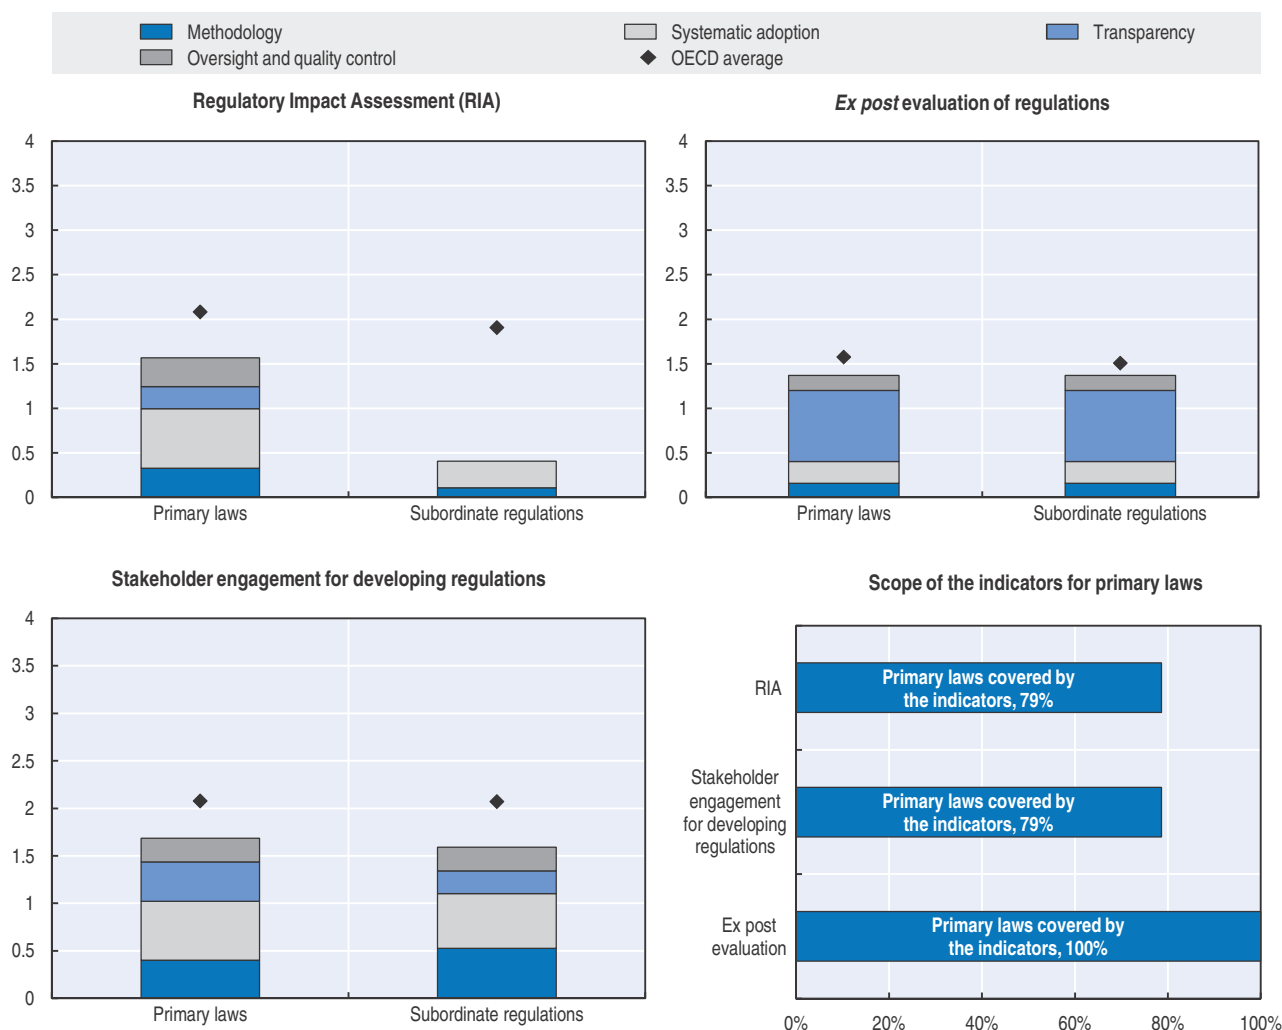 Methodology
Systematic adoption
Transparency
Oversight and quality control
OECD average
Regulatory Impact Assessment (RIA)
4
3.5
3
2.5
2
1.5
1
0.5
0
Primary laws
Subordinate regulations
Ex post evaluation of regulations
4
3.5
3
2.5
2
1.5
1
0.5
0
Primary laws
Subordinate regulations
Stakeholder engagement for developing regulations
4
3.5
3
2.5
2
1.5
1
0.5
0
Primary laws
Subordinate regulations
Scope of the indicators for primary laws
RIA
Primary laws covered by
the indicators, 79%
Stakeholder
engagement
for developing
regulations
Primary laws covered by
the indicators, 79%
Ex post
evaluation
Primary laws covered by
the indicators, 100%
0%
20%
40%
60%
80%
100%